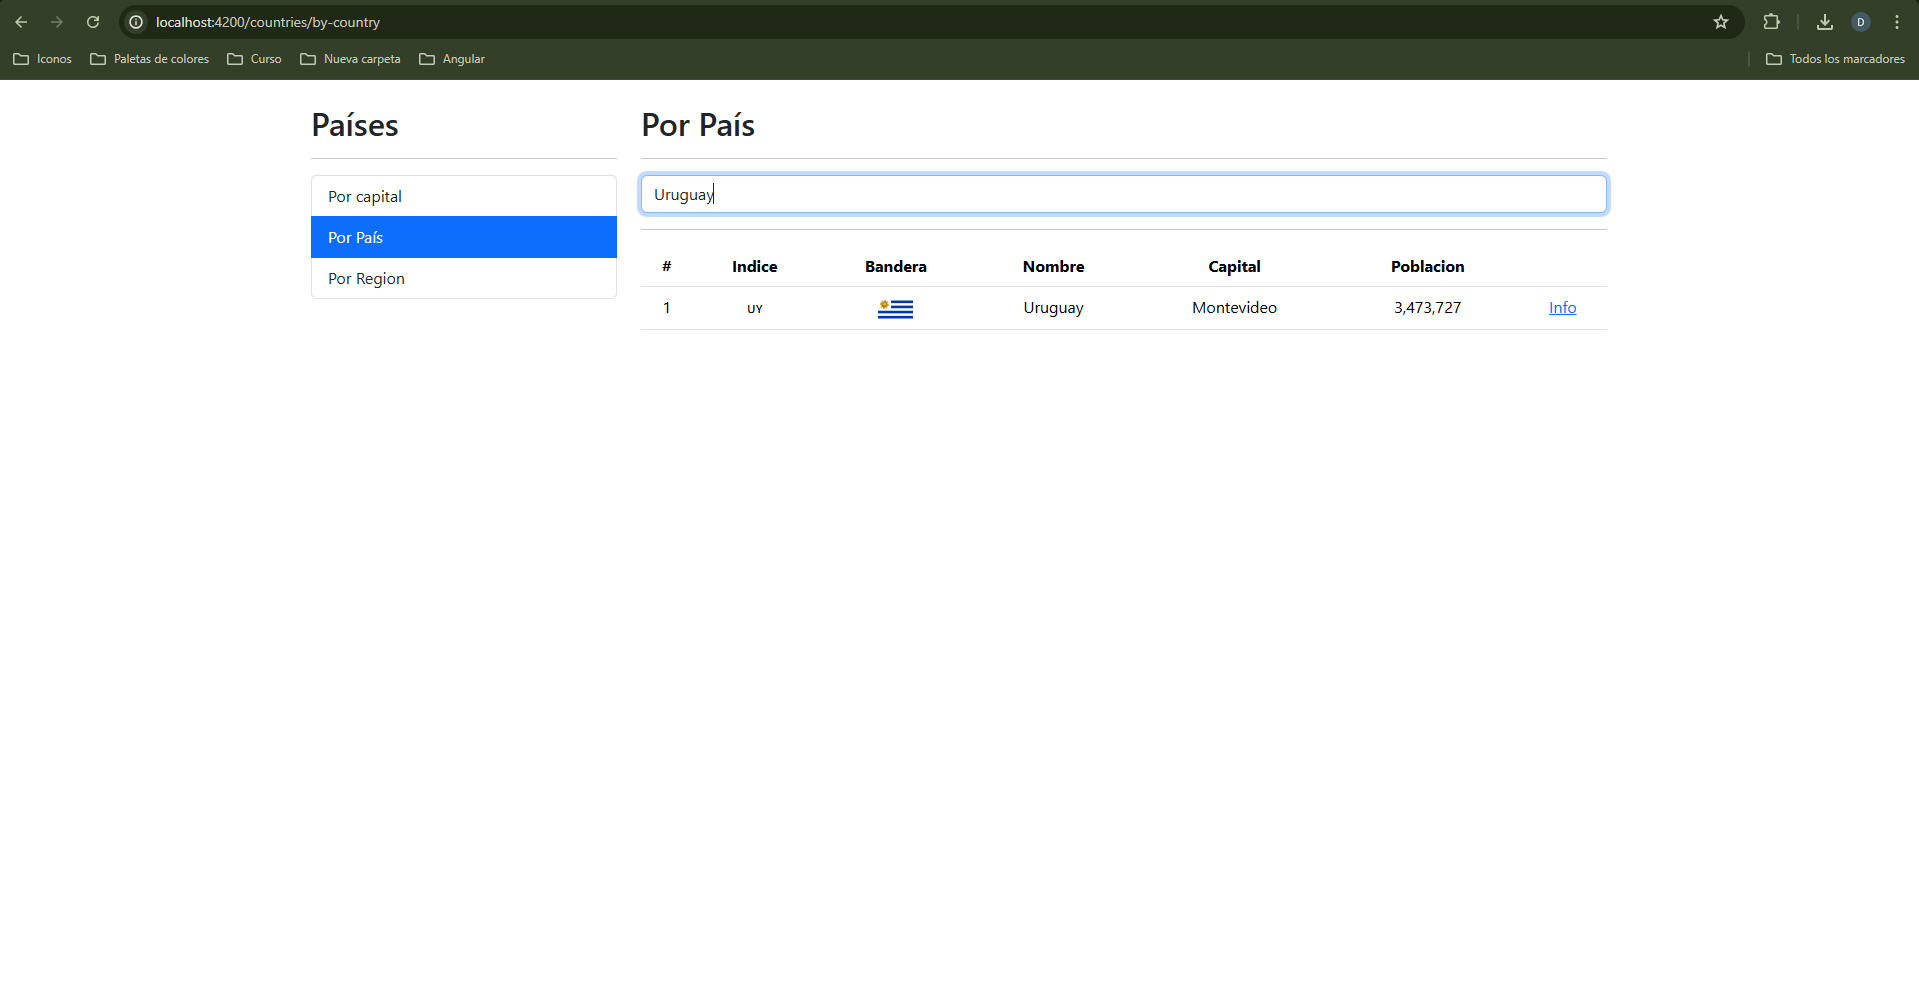 localhost:4200/countries/by-country
D
Iconos Paletas de colores Curso Nueva carpeta Angular Todos los marcadores
Países
Por capital
Por País
Por Region
Por País
Uruguay
# Indice Bandera Nombre Capital Poblacion
1 UY Uruguay Montevideo 3,473,727 Info